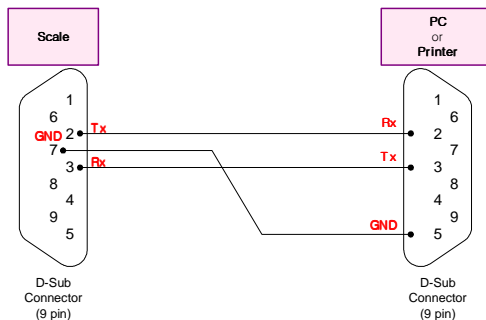 Scale
PC
or
Printer
1
6
2
Tx
GND
7
3
Rx
8
4
9
5
1
6
Rx
2
7
Tx
3
8
4
9
GND
5
D-Sub
Connector
(9 pin)
D-Sub
Connector
(9 pin)